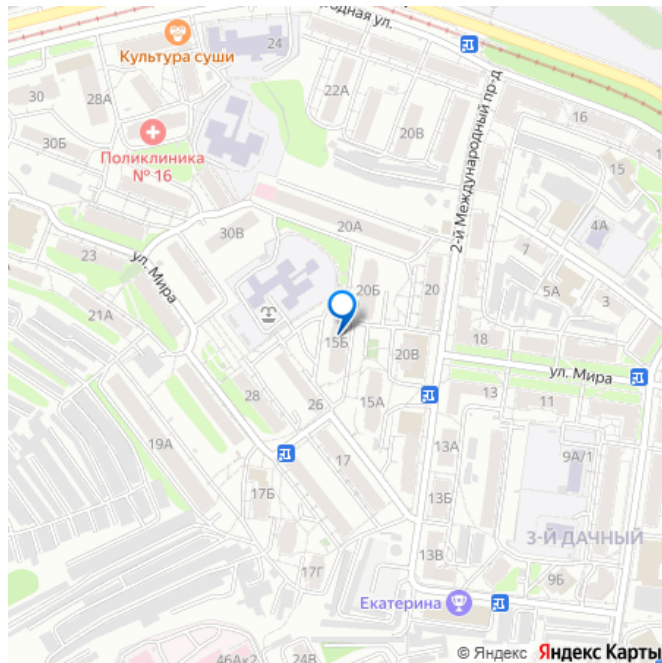 одная ул.
Культура суши
24
30
28А
22А
16
20В
30Б
Поликлиника
№ 16
2-й Международный пр-д
15
4А
20А
30В
7
23
ул. Мира
5А
20Б
20
3
21А
15Б
18
20В
ул. Мира
28
26
15А
13
11
19А
13А
17
9А/1
17Б
13Б
3-Й ДАЧНЫЙ
13В
17Г
9Б
Екатерина
46Ак2
24В
© Яндекс Яндекс Карты